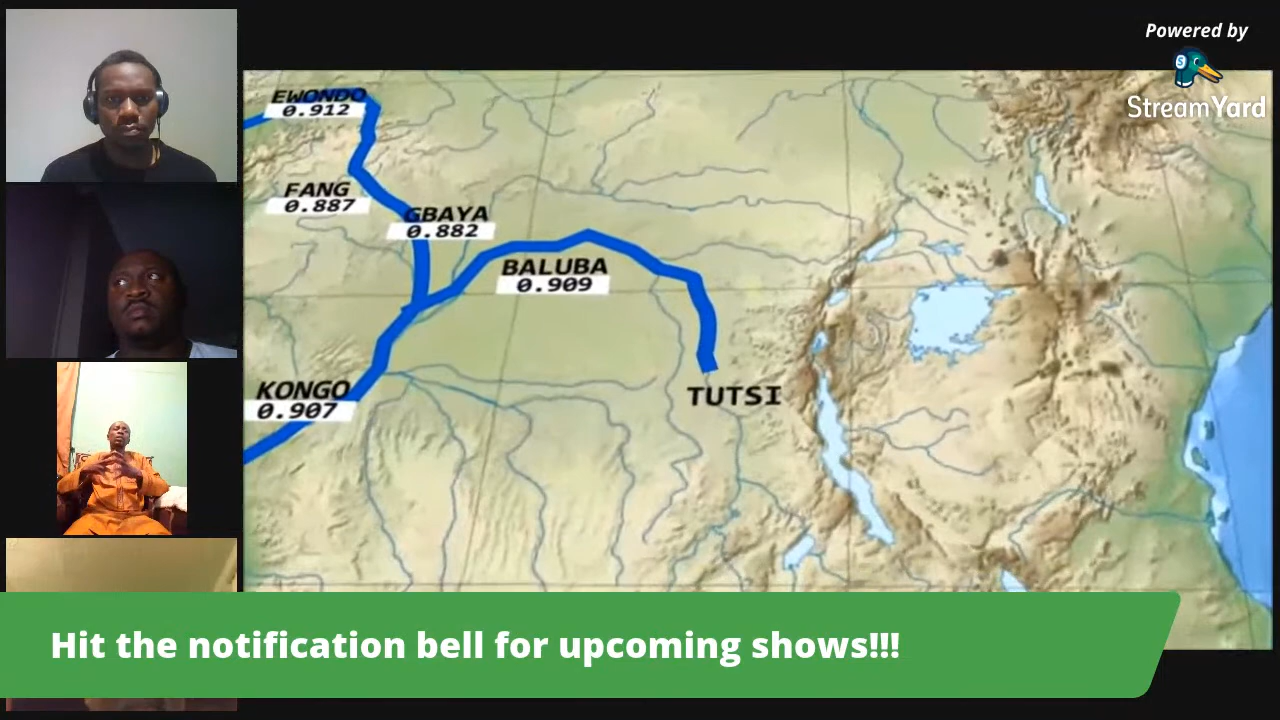 Powered by
StreamYard
EWONDO
0.912
FANG
0.887
GBAYA
0.882
BALUBA
0.909
KONGO
0.907
TUTSI
Hit the notification bell for upcoming shows!!!